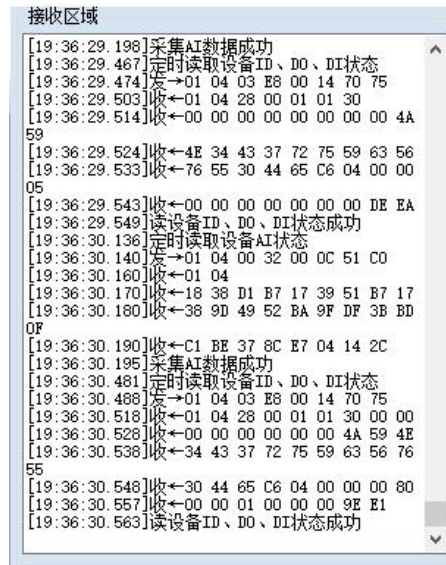 接收区域
[19:36:29.198]采集AI数据成功
[19:36:29.467]定时读取设备ID、DO、DI状态
[19:36:29.474]发→01 04 03 E8 00 14 70 75
[19:36:29.503]收←01 04 28 00 01 01 30
[19:36:29.514]收←00 00 00 00 00 00 00 00 4A
59
[19:36:29.524]收←4E 34 43 37 72 75 59 63 56
[19:36:29.533]收←76 55 30 44 65 C6 04 00 00
05
[19:36:29.543]收←00 00 00 00 00 00 DE EA
[19:36:29.549]读设备ID、DO、DI状态成功
[19:36:30.136]定时读取设备AI状态
[19:36:30.140]发→01 04 00 32 00 0C 51 C0
[19:36:30.160]收←01 04
[19:36:30.170]收←18 38 D1 B7 17 39 51 B7 17
[19:36:30.180]收←38 9D 49 52 BA 9F DF 3B BD
0F
[19:36:30.190]收←C1 BE 37 8C E7 04 14 2C
[19:36:30.195]采集AI数据成功
[19:36:30.481]定时读取设备ID、DO、DI状态
[19:36:30.488]发→01 04 03 E8 00 14 70 75
[19:36:30.518]收←01 04 28 00 01 01 30 00 00
[19:36:30.528]收←00 00 00 00 00 00 4A 59 4E
[19:36:30.538]收←34 43 37 72 75 59 63 56 76
55
[19:36:30.548]收←30 44 65 C6 04 00 00 00 80
[19:36:30.557]收←00 00 01 00 00 00 9E E1
[19:36:30.563]读设备ID、DO、DI状态成功